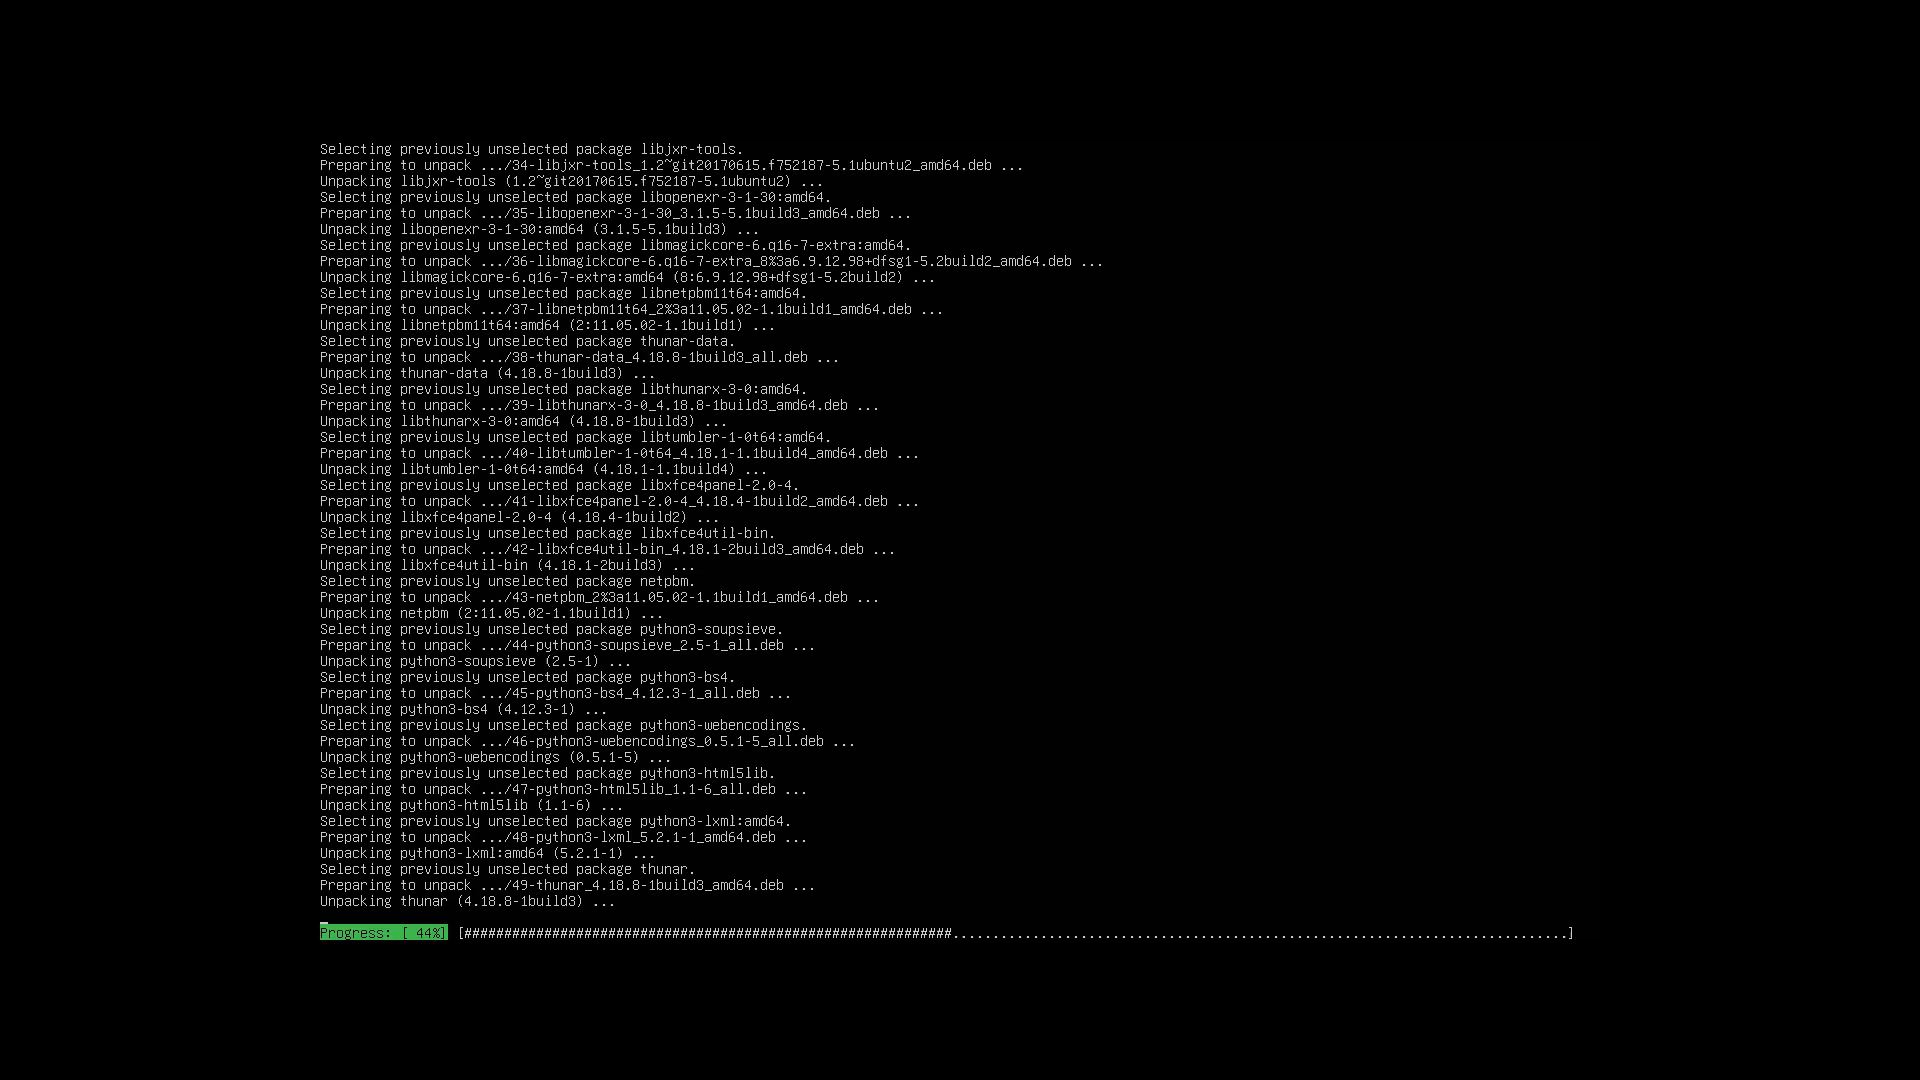 Selecting previously unselected package libjxr-tools.
Preparing to unpack .../34-libjxr-tools_1.2~git20170615.f752187-5.1ubuntu2_amd64.deb ...
Unpacking libjxr-tools (1.2~git20170615.f752187-5.1ubuntu2) ...
Selecting previously unselected package libopenexr-3-1-30:amd64.
Preparing to unpack .../35-libopenexr-3-1-30_3.1.5-5.1build3_amd64.deb ...
Unpacking libopenexr-3-1-30:amd64 (3.1.5-5.1build3) ...
Selecting previously unselected package libmagickcore-6.q16-7-extra:amd64.
Preparing to unpack .../36-libmagickcore-6.q16-7-extra_8%3a6.9.12.98+dfsg1-5.2build2_amd64.deb ...
Unpacking libmagickcore-6.q16-7-extra:amd64 (8:6.9.12.98+dfsg1-5.2build2) ...
Selecting previously unselected package libnetpbm11t64:amd64.
Preparing to unpack .../37-libnetpbm11t64_2%3a11.05.02-1.1build1_amd64.deb ...
Unpacking libnetpbm11t64:amd64 (2:11.05.02-1.1build1) ...
Selecting previously unselected package thunar-data.
Preparing to unpack .../38-thunar-data_4.18.8-1build3_all.deb ...
Unpacking thunar-data (4.18.8-1build3) ...
Selecting previously unselected package libthunarx-3-0:amd64.
Preparing to unpack .../39-libthunarx-3-0_4.18.8-1build3_amd64.deb ...
Unpacking libthunarx-3-0:amd64 (4.18.8-1build3) ...
Selecting previously unselected package libtumbler-1-0t64:amd64.
Preparing to unpack .../40-libtumbler-1-0t64_4.18.1-1.1build4_amd64.deb ...
Unpacking libtumbler-1-0t64:amd64 (4.18.1-1.1build4) ...
Selecting previously unselected package libxfce4panel-2.0-4.
Preparing to unpack .../41-libxfce4panel-2.0-4_4.18.4-1build2_amd64.deb ...
Unpacking libxfce4panel-2.0-4 (4.18.4-1build2) ...
Selecting previously unselected package libxfce4util-bin.
Preparing to unpack .../42-libxfce4util-bin_4.18.1-2build3_amd64.deb ...
Unpacking libxfce4util-bin (4.18.1-2build3) ...
Selecting previously unselected package netpbm.
Preparing to unpack .../43-netpbm_2%3a11.05.02-1.1build1_amd64.deb ...
Unpacking netpbm (2:11.05.02-1.1build1) ...
Selecting previously unselected package python3-soupsieve.
Preparing to unpack .../44-python3-soupsieve_2.5-1_all.deb ...
Unpacking python3-soupsieve (2.5-1) ...
Selecting previously unselected package python3-bs4.
Preparing to unpack .../45-python3-bs4_4.12.3-1_all.deb ...
Unpacking python3-bs4 (4.12.3-1) ...
Selecting previously unselected package python3-webencodings.
Preparing to unpack .../46-python3-webencodings_0.5.1-5_all.deb ...
Unpacking python3-webencodings (0.5.1-5) ...
Selecting previously unselected package python3-html5lib.
Preparing to unpack .../47-python3-html5lib_1.1-6_all.deb ...
Unpacking python3-html5lib (1.1-6) ...
Selecting previously unselected package python3-lxml:amd64.
Preparing to unpack .../48-python3-lxml_5.2.1-1_amd64.deb ...
Unpacking python3-lxml:amd64 (5.2.1-1) ...
Selecting previously unselected package thunar.
Preparing to unpack .../49-thunar_4.18.8-1build3_amd64.deb ...
Unpacking thunar (4.18.8-1build3) ...
Progress: [ 44%] [#############################################################.............................................................................]